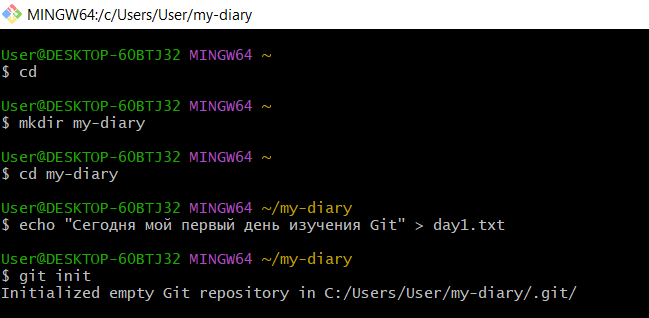 MINGW64:/c/Users/User/my-diary
User@DESKTOP-6OBTJ32 MINGW64 ~
$ cd
User@DESKTOP-6OBTJ32 MINGW64 ~
$ mkdir my-diary
User@DESKTOP-6OBTJ32 MINGW64 ~
$ cd my-diary
User@DESKTOP-6OBTJ32 MINGW64 ~/my-diary
$ echo "Сегодня мой первый день изучения Git" > day1.txt
User@DESKTOP-6OBTJ32 MINGW64 ~/my-diary
$ git init
Initialized empty Git repository in C:/Users/User/my-diary/.git/